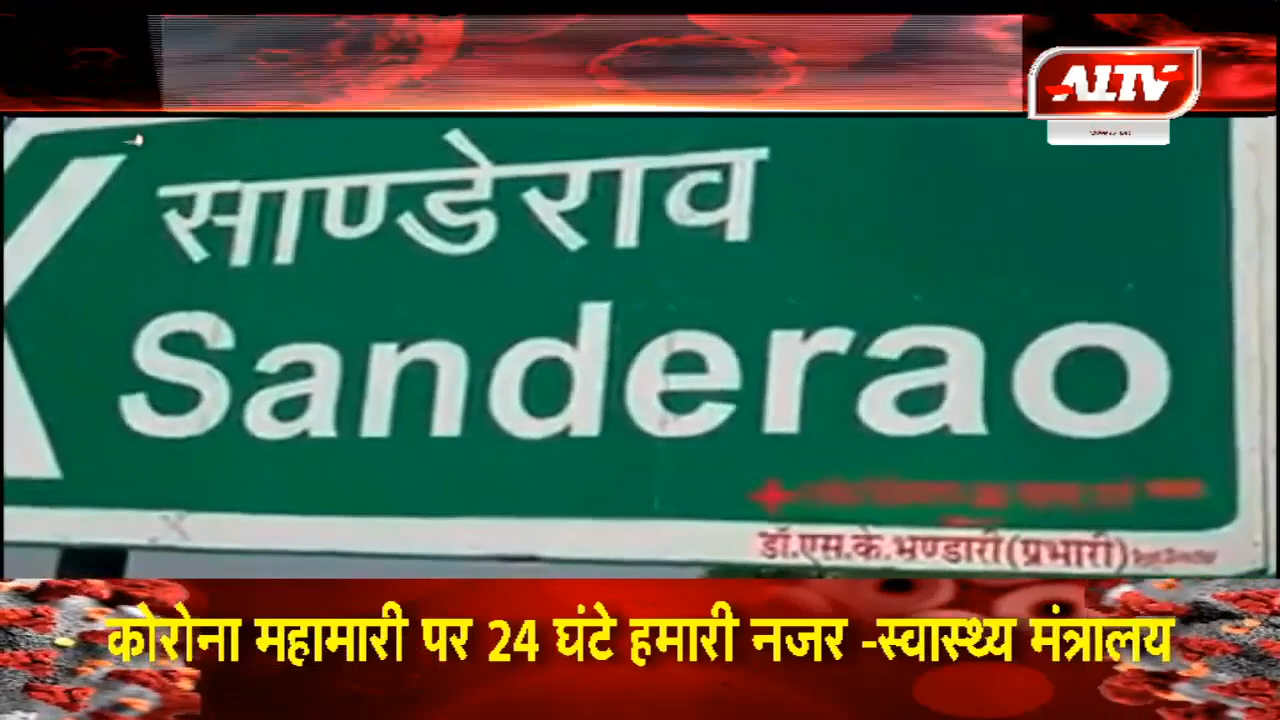 ALTV
साण्डेराव
Sanderao
डॉ.एस.के.भण्डारी(प्रभारी)
कोरोना महामारी पर 24 घंटे हमारी नजर -स्वास्थ्य मंत्रालय